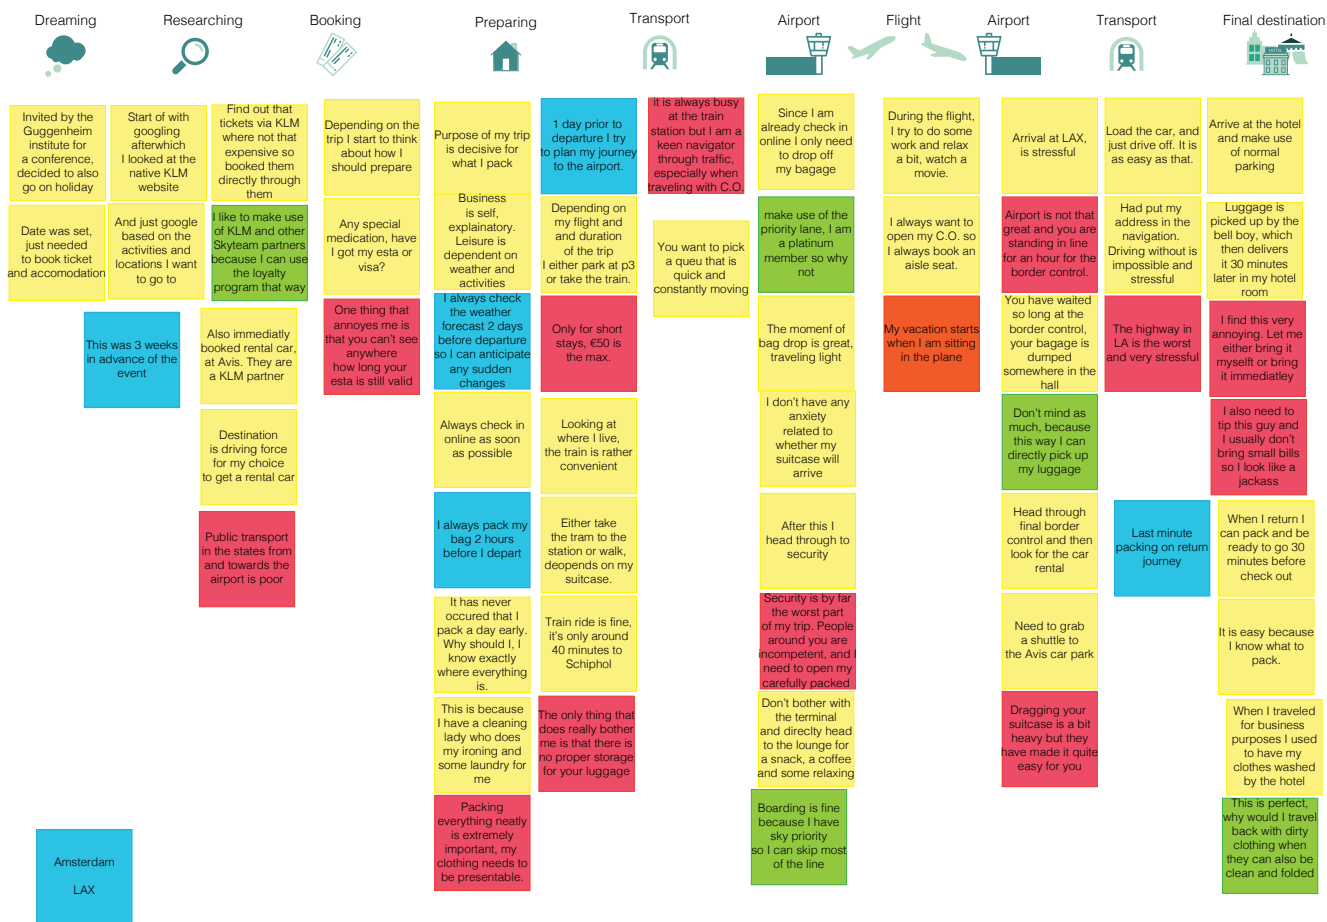 Dreaming
Researching
Booking
Preparing
Transport
Airport
Flight
Airport
Transport
Final destination
HOTEL
Invited by the
Guggenheim
institute for
a conference,
decided to also
go on holiday
Date was set,
just needed
to book ticket
and accomodation
This was 3 weeks
in advance of the
event
Amsterdam
LAX
Start of with
googling
afterwhich
I looked at the
native KLM
website
And just google
based on the
activities and
locations I want
to go to
Find out that
tickets via KLM
where not that
expensive so
booked them
directly through
them
I like to make use
of KLM and other
Skyteam partners
because I can use
the loyalty
program that way
Also immediatly
booked rental car,
at Avis. They are
a KLM partner
Destination
is driving force
for my choice
to get a rental car
Public transport
in the states from
and towards the
airport is poor
Depending on the
trip I start to think
about how I
should prepare
Any special
medication, have
I got my esta or
visa?
One thing that
annoyes me is
that you can't see
anywhere
how long your
esta is still valid
Purpose of my trip
is decisive for
what I pack
Business
is self,
explainatory.
Leisure is
dependent on
weather and
activities
I always check
the weather
forecast 2 days
before departure
so I can anticipate
any sudden
changes
Always check in
online as soon
as possible
I always pack my
bag 2 hours
before I depart
It has never
occured that I
pack a day early.
Why should I, I
know exactly
where everything
is.
This is because
I have a cleaning
lady who does
my ironing and
some laundry for
me
Packing
everything neatly
is extremely
important, my
clothing needs to
be presentable.
1 day prior to
departure I try
to plan my journey
to the airport.
Depending on
my flight and
and duration
of the trip
I either park at p3
or take the train.
Only for short
stays, €50 is
the max.
Looking at
where I live,
the train is rather
convenient
Either take
the tram to the
station or walk,
deopends on my
suitcase.
Train ride is fine,
it's only around
40 minutes to
Schiphol
The only thing that
does really bother
me is that there is
no proper storage
for your luggage
it is always busy
at the train
station but I am a
keen navigator
through traffic,
especially when
traveling with C.O.
You want to pick
a queu that is
quick and
constantly moving
Since I am
already check in
online I only need
to drop off
my bagage
make use of the
priority lane, I am
a platinum
member so why
not
The momenf of
bag drop is great,
traveling light
I don't have any
anxiety
related to
whether my
suitcase will
arrive
After this I
head through to
security
Security is by far
the worst part
of my trip. People
around you are
incompetent, and I
need to open my
carefully packed
Don't bother with
the terminal
and direclty head
to the lounge for
a snack, a coffee
and some relaxing
Boarding is fine
because I have
sky priority
so I can skip most
of the line
During the flight,
I try to do some
work and relax
a bit, watch a
movie.
I always want to
open my C.O. so
I always book an
aisle seat.
My vacation starts
when I am sitting
in the plane
Arrival at LAX,
is stressful
Airport is not that
great and you are
standing in line
for an hour for the
border control.
You have waited
so long at the
border control,
your bagage is
dumped
somewhere in the
hall
Don't mind as
much, because
this way I can
directly pick up
my luggage
Head through
final border
control and then
look for the car
rental
Need to grab
a shuttle to
the Avis car park
Dragging your
suitcase is a bit
heavy but they
have made it quite
easy for you
Load the car, and
just drive off. It is
as easy as that.
Had put my
address in the
navigation.
Driving without is
impossible and
stressful
The highway in
LA is the worst
and very stressful
Last minute
packing on return
journey
Arrive at the hotel
and make use
of normal
parking
Luggage is
picked up by the
bell boy, which
then delivers
it 30 minutes
later in my hotel
room
I find this very
annoying. Let me
either bring it
myselft or bring
it immediatley
I also need to
tip this guy and
I usually don't
bring small bills
so I look like a
jackass
When I return I
can pack and be
ready to go 30
minutes before
check out
It is easy because
I know what to
pack.
When I traveled
for business
purposes I used
to have my
clothes washed
by the hotel
This is perfect,
why would I travel
back with dirty
clothing when
they can also be
clean and folded